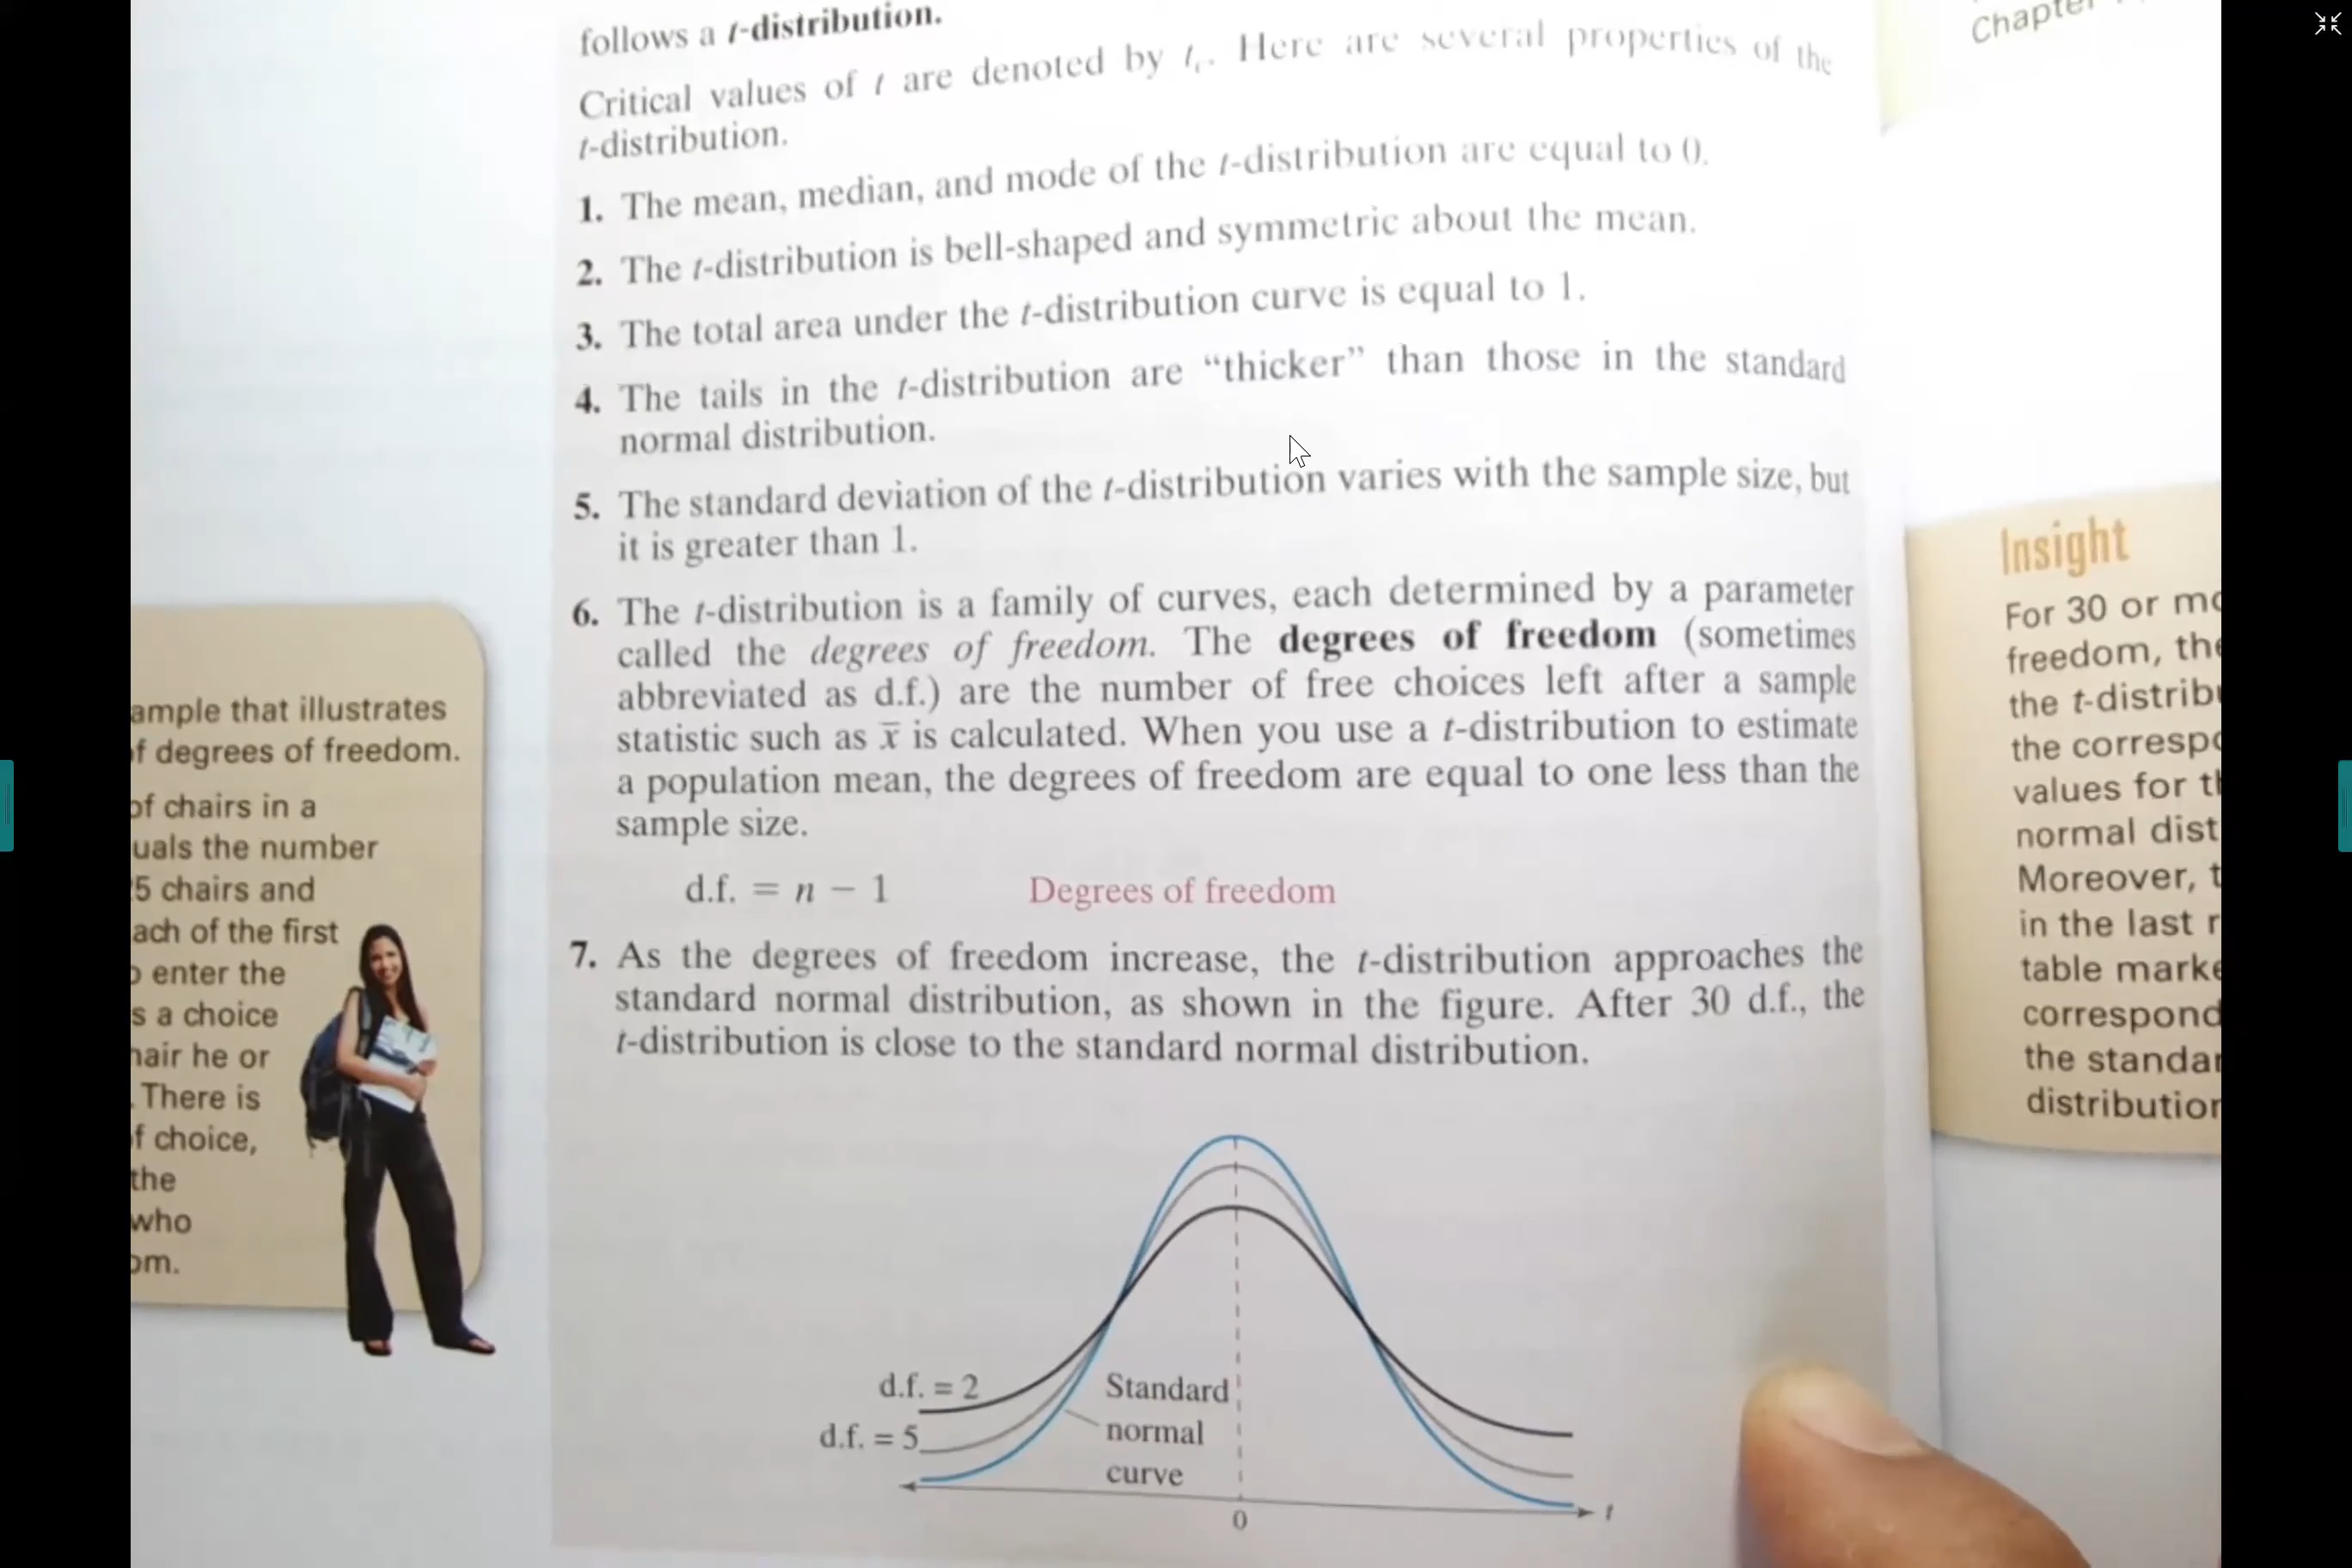 follows a t-distribution.
Critical values of t are denoted by tc. Here are several properties of the
t-distribution.
1. The mean, median, and mode of the t-distribution are equal to 0.
2. The t-distribution is bell-shaped and symmetric about the mean.
3. The total area under the t-distribution curve is equal to 1.
4. The tails in the t-distribution are “thicker” than those in the standard
normal distribution.
5. The standard deviation of the t-distribution varies with the sample size, but
it is greater than 1.
6. The t-distribution is a family of curves, each determined by a parameter
called the degrees of freedom. The degrees of freedom (sometimes
abbreviated as d.f.) are the number of free choices left after a sample
statistic such as x̄ is calculated. When you use a t-distribution to estimate
a population mean, the degrees of freedom are equal to one less than the
sample size.
d.f. = n − 1 Degrees of freedom
7. As the degrees of freedom increase, the t-distribution approaches the
standard normal distribution, as shown in the figure. After 30 d.f., the
t-distribution is close to the standard normal distribution.
d.f. = 2
d.f. = 5
Standard
normal
curve
0
t
ample that illustrates
f degrees of freedom.
of chairs in a
uals the number
5 chairs and
ach of the first
o enter the
s a choice
hair he or
. There is
f choice,
the
who
om.
Chapter
Insight
For 30 or mo
freedom, the
the t-distribu
the correspo
values for th
normal dist
Moreover, t
in the last r
table marke
correspond
the standar
distribution